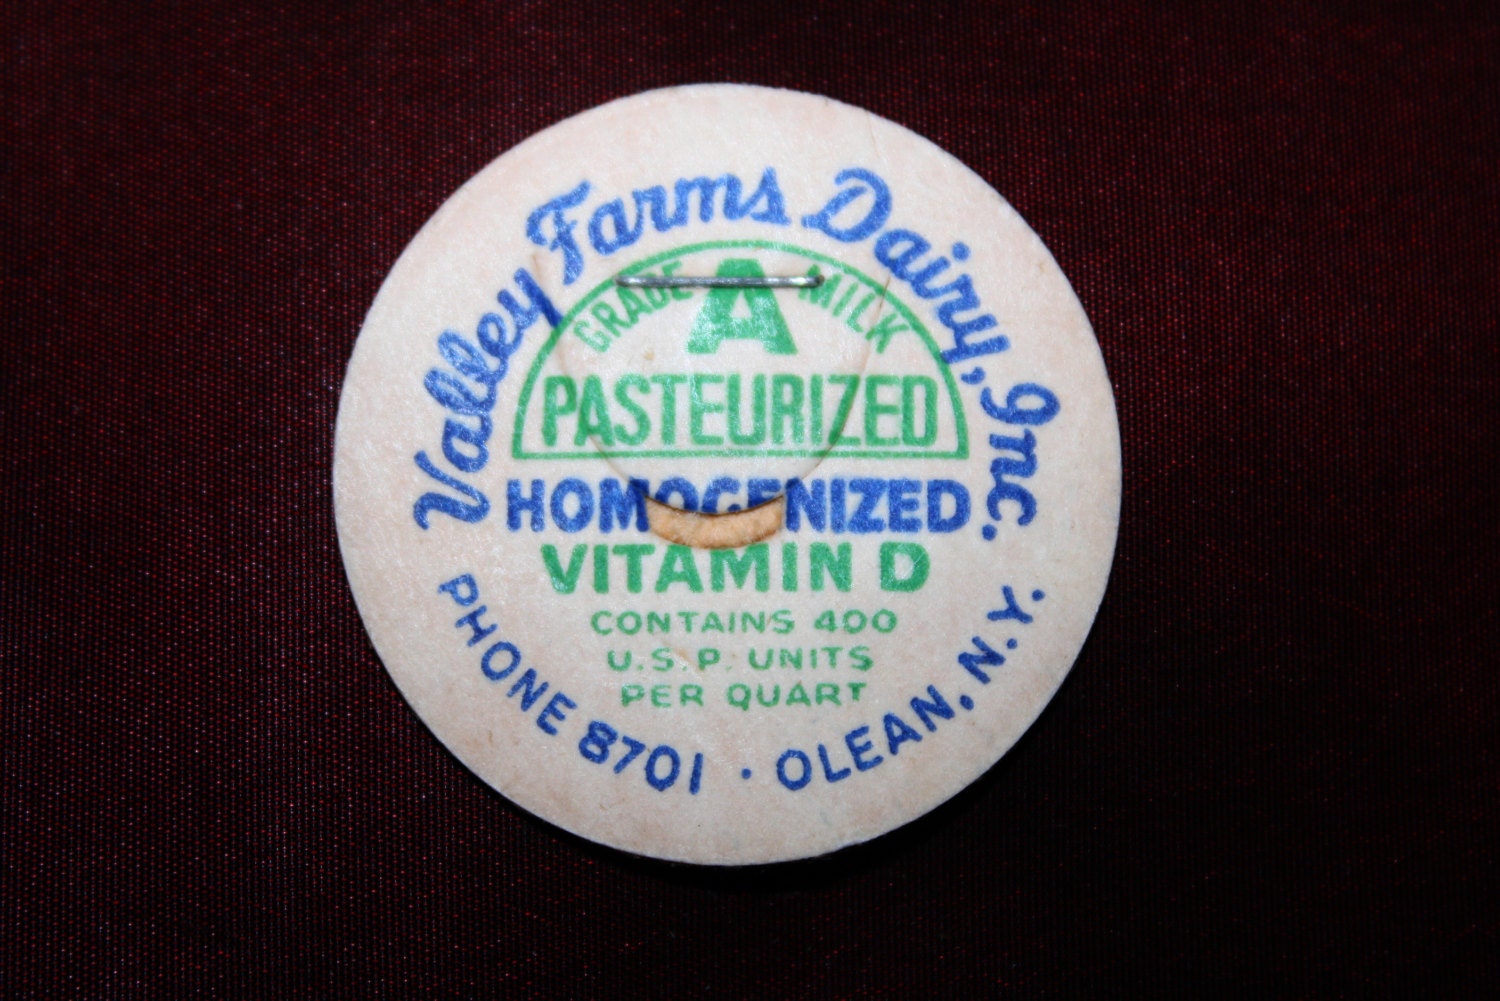 Valley Farms Dairy, Inc.
GRADE A MILK
PASTEURIZED
HOMOGENIZED
VITAMIN D
CONTAINS 400
U.S.P. UNITS
PER QUART
PHONE 8701 · OLEAN, N.Y.